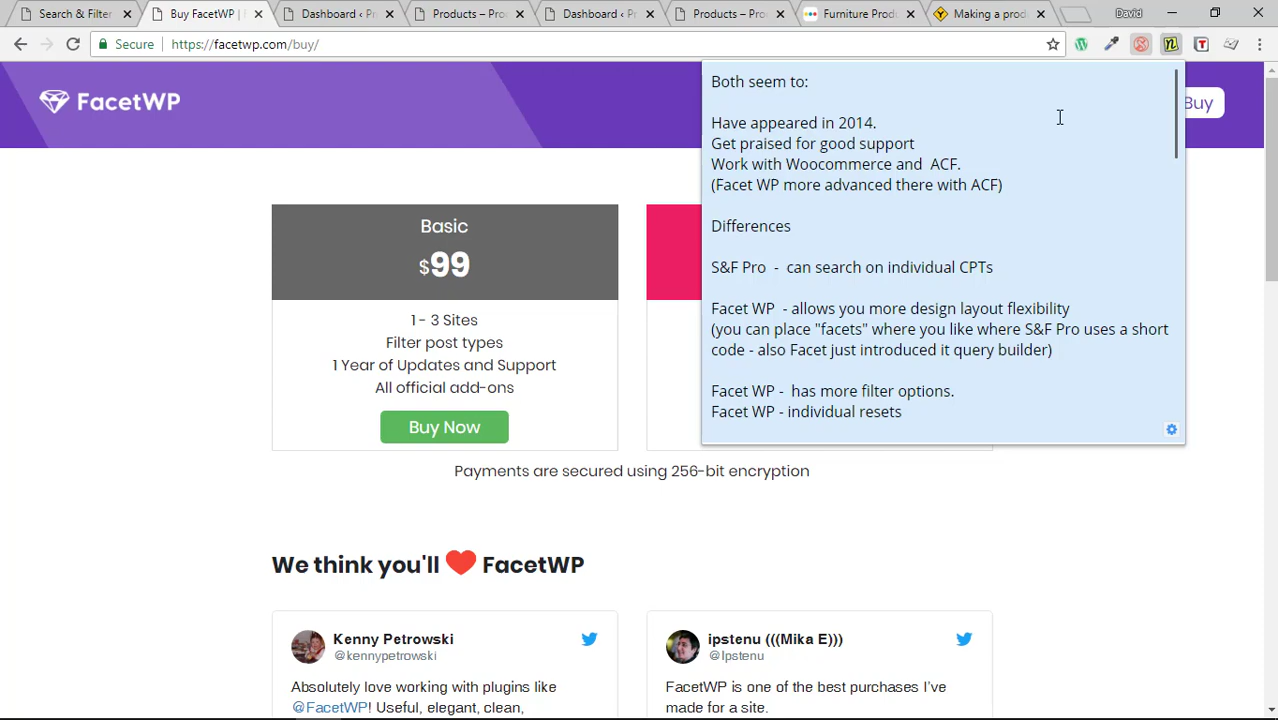 Search & Filter
Buy FacetWP |
Dashboard ‹ Pr
Products – Pro
Dashboard ‹ Pr
Products – Pro
Furniture Produ
Making a produ
David
Secure
https://facetwp.com/buy/
FacetWP
Buy
Both seem to:
Have appeared in 2014.
Get praised for good support
Work with Woocommerce and  ACF.
(Facet WP more advanced there with ACF)
Differences
S&F Pro  -  can search on individual CPTs
Facet WP  - allows you more design layout flexibility
(you can place "facets" where you like where S&F Pro uses a short
code - also Facet just introduced it query builder)
Facet WP -  has more filter options.
Facet WP - individual resets
Basic
$99
1 - 3 Sites
Filter post types
1 Year of Updates and Support
All official add-ons
Buy Now
Payments are secured using 256-bit encryption
We think you'll ❤ FacetWP
Kenny Petrowski
@kennypetrowski
Absolutely love working with plugins like
@FacetWP! Useful, elegant, clean,
ipstenu (((Mika E)))
@Ipstenu
FacetWP is one of the best purchases I've
made for a site.